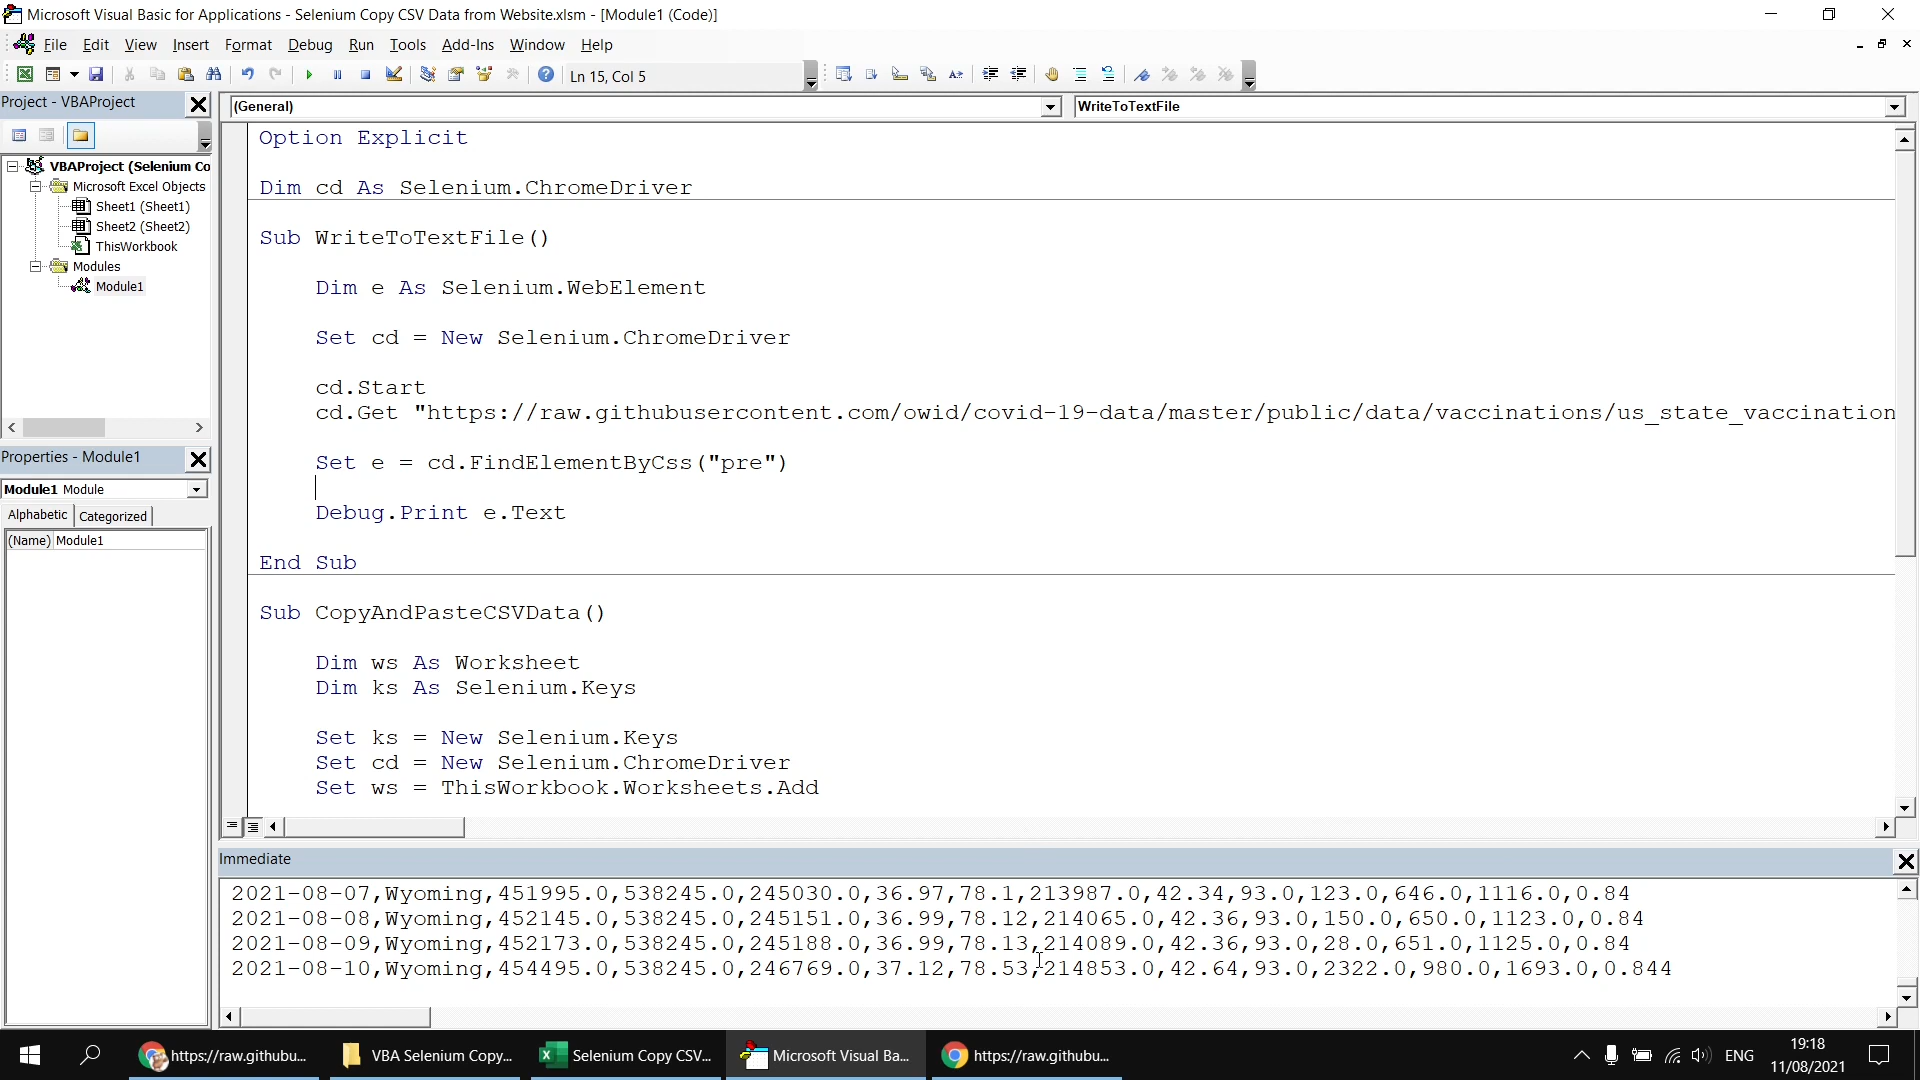 Microsoft Visual Basic for Applications - Selenium Copy CSV Data from Website.xlsm - [Module1 (Code)]
File Edit View Insert Format Debug Run Tools Add-Ins Window Help
Ln 15, Col 5
Project - VBAProject
(General)
WriteToTextFile
VBAProject (Selenium Co
Microsoft Excel Objects
Sheet1 (Sheet1)
Sheet2 (Sheet2)
ThisWorkbook
Modules
Module1
Properties - Module1
Module1 Module
Alphabetic Categorized
(Name) Module1
Option Explicit
Dim cd As Selenium.ChromeDriver
Sub WriteToTextFile()
Dim e As Selenium.WebElement
Set cd = New Selenium.ChromeDriver
cd.Start
cd.Get "https://raw.githubusercontent.com/owid/covid-19-data/master/public/data/vaccinations/us_state_vaccination
Set e = cd.FindElementByCss("pre")
Debug.Print e.Text
End Sub
Sub CopyAndPasteCSVData()
Dim ws As Worksheet
Dim ks As Selenium.Keys
Set ks = New Selenium.Keys
Set cd = New Selenium.ChromeDriver
Set ws = ThisWorkbook.Worksheets.Add
Immediate
2021-08-07,Wyoming,451995.0,538245.0,245030.0,36.97,78.1,213987.0,42.34,93.0,123.0,646.0,1116.0,0.84
2021-08-08,Wyoming,452145.0,538245.0,245151.0,36.99,78.12,214065.0,42.36,93.0,150.0,650.0,1123.0,0.84
2021-08-09,Wyoming,452173.0,538245.0,245188.0,36.99,78.13,214089.0,42.36,93.0,28.0,651.0,1125.0,0.84
2021-08-10,Wyoming,454495.0,538245.0,246769.0,37.12,78.53,214853.0,42.64,93.0,2322.0,980.0,1693.0,0.844
https://raw.githubu...
VBA Selenium Copy...
Selenium Copy CSV...
Microsoft Visual Ba...
https://raw.githubu...
ENG
19:18
11/08/2021